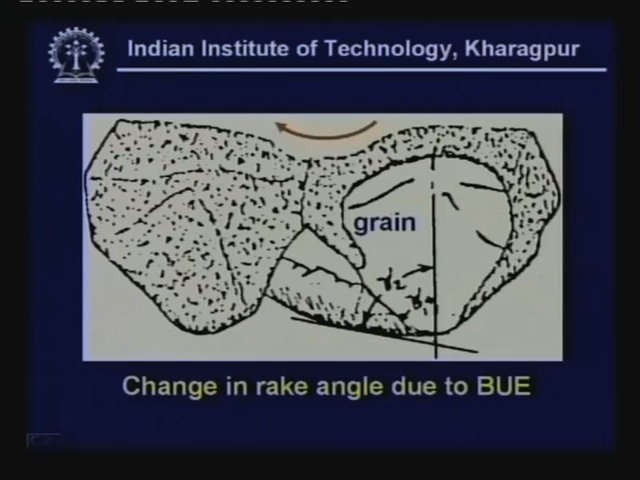 Indian Institute of Technology, Kharagpur
grain
Change in rake angle due to BUE